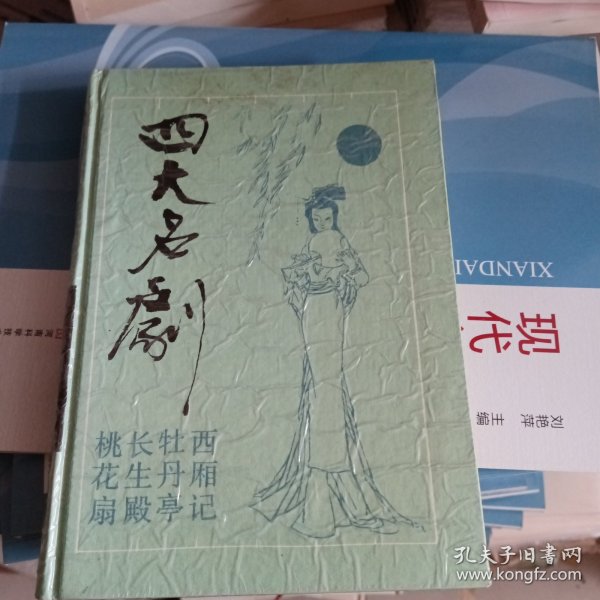 四大名剧
西厢记
牡丹亭
长生殿
桃花扇
XIANDAI
现代
刘艳萍 主编
孔夫子旧书网
www.kongfz.com